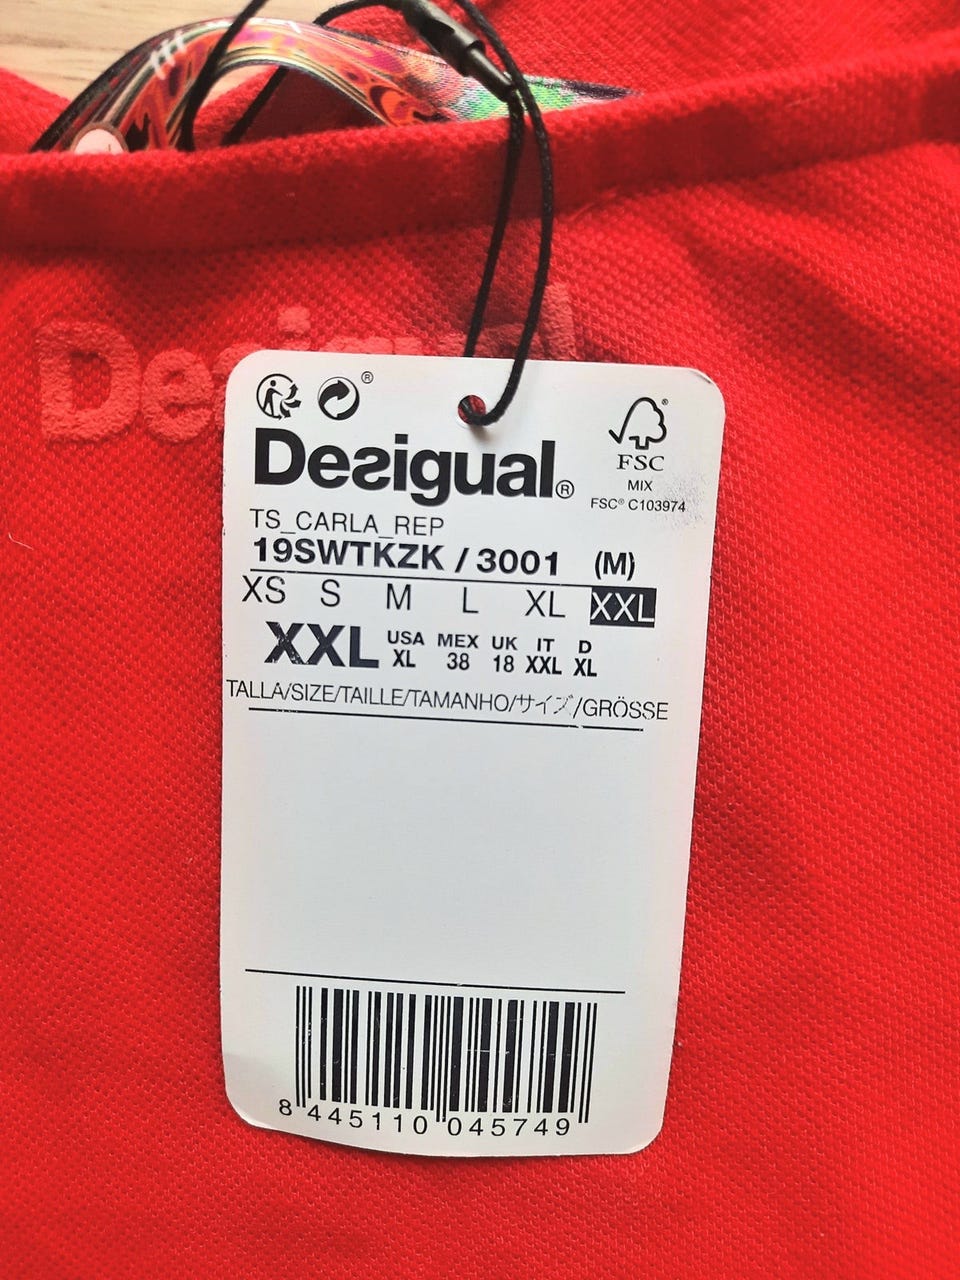 Desigual
Desigual®
®
FSC®
MIX
FSC® C103974
TS_CARLA_REP
19SWTKZK / 3001 (M)
XS S M L XL XXL
XXL USA MEX UK IT D
XL 38 18 XXL XL
TALLA/SIZE/TAILLE/TAMANHO/サイズ/GRÖSSE
8 445110 045749